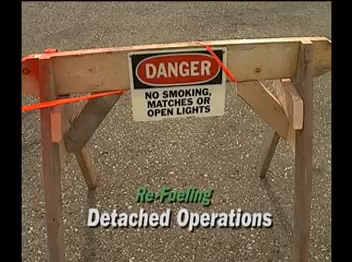 DANGER
NO SMOKING,
MATCHES OR
OPEN LIGHTS
Re-Fueling
Detached Operations